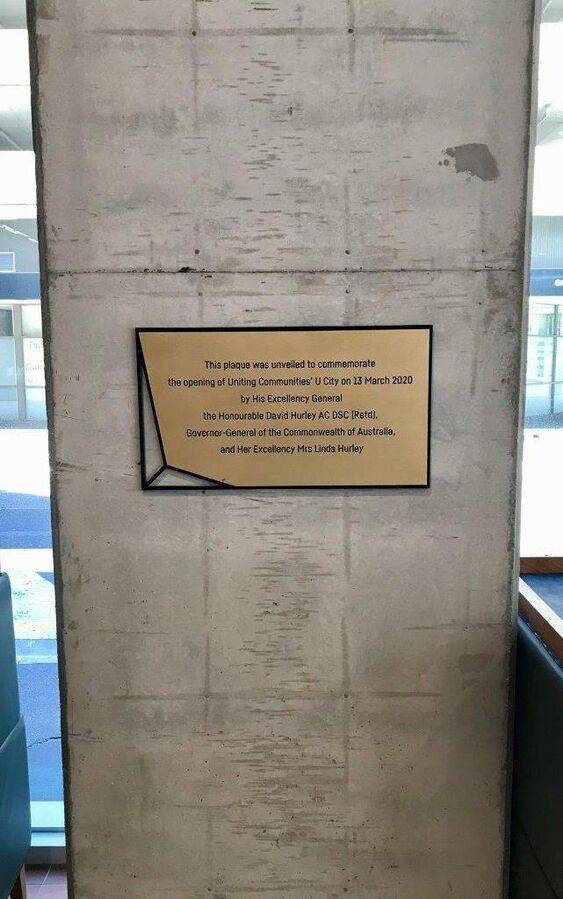 This plaque was unveiled to commemorate
the opening of Uniting Communities' U City on 13 March 2020
by His Excellency General
the Honourable David Hurley AC DSC [Retd],
Governor-General of the Commonwealth of Australia,
and Her Excellency Mrs Linda Hurley